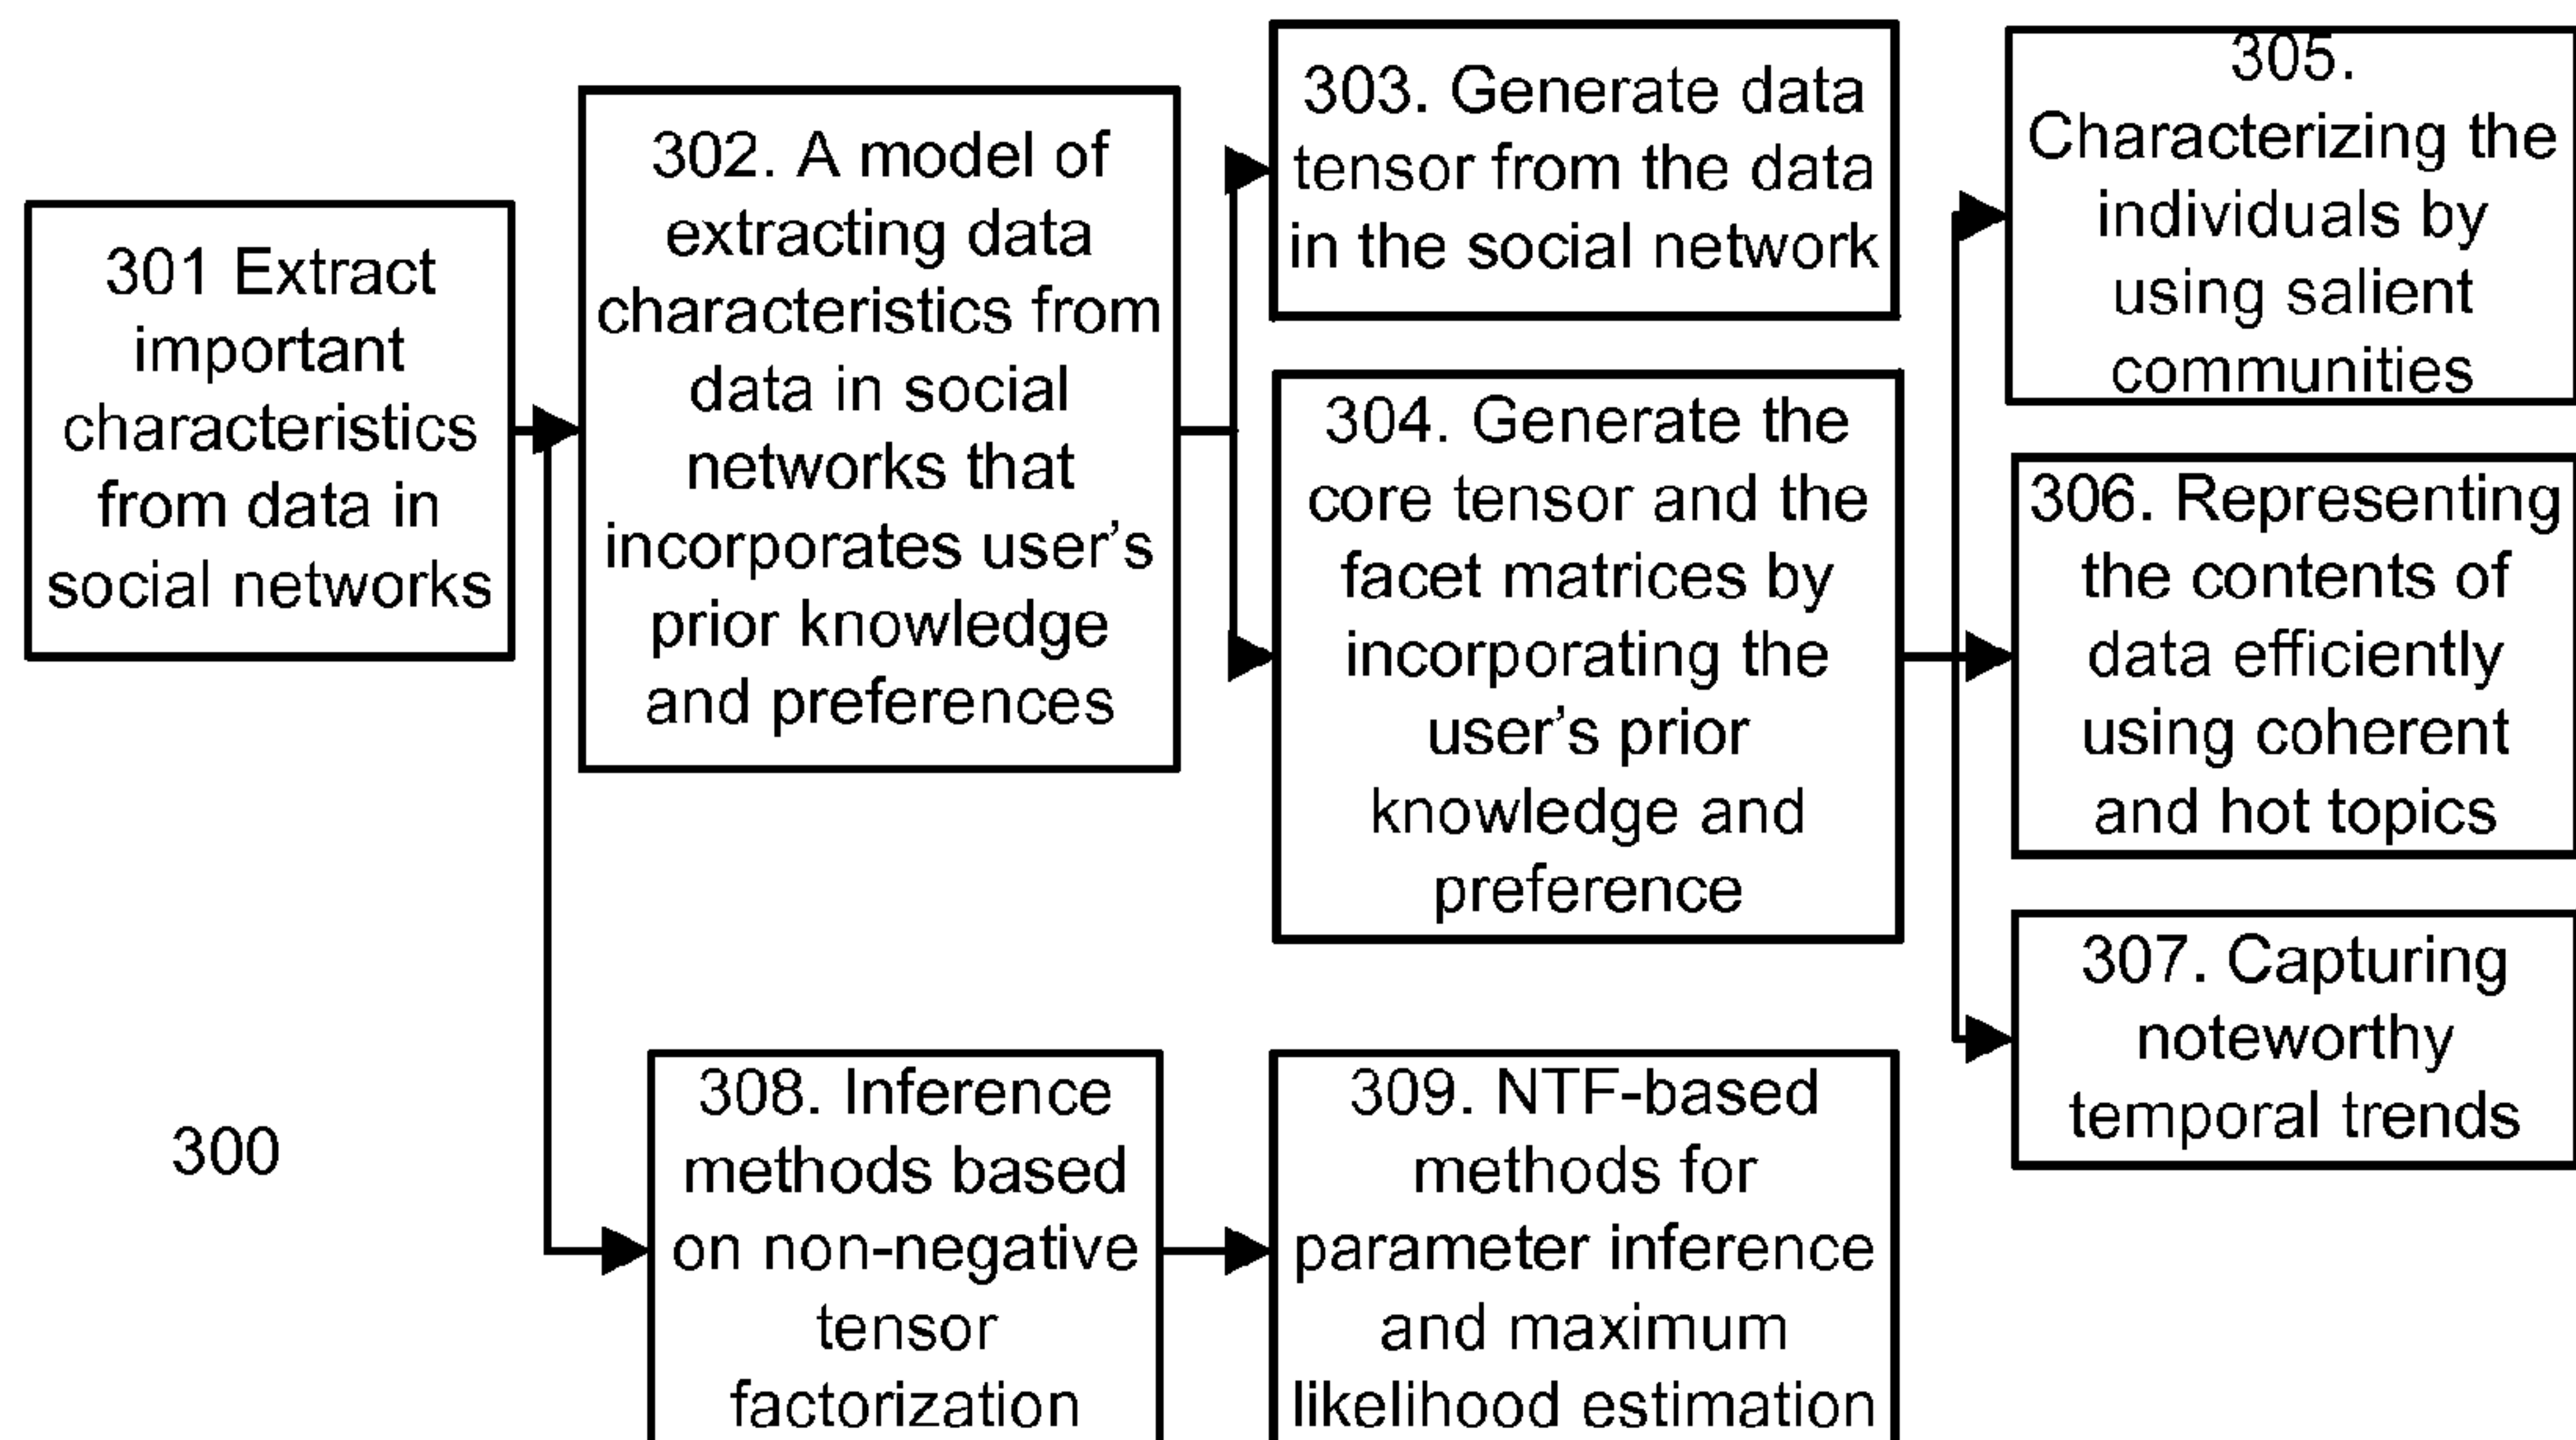 301 Extract
important
characteristics
from data in
social networks
302. A model of
extracting data
characteristics from
data in social
networks that
incorporates user's
prior knowledge
and preferences
303. Generate data
tensor from the data
in the social network
304. Generate the
core tensor and the
facet matrices by
incorporating the
user's prior
knowledge and
preference
305.
Characterizing the
individuals by
using salient
communities
306. Representing
the contents of
data efficiently
using coherent
and hot topics
307. Capturing
noteworthy
temporal trends
308. Inference
methods based
on non-negative
tensor
factorization
309. NTF-based
methods for
parameter inference
and maximum
likelihood estimation
300